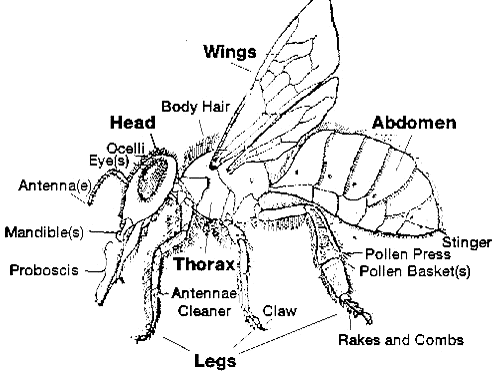 Wings
Body Hair
Head
Abdomen
Ocelli
Eye(s)
Antenna(e)
Mandible(s)
Stinger
Pollen Press
Proboscis
Thorax
Pollen Basket(s)
Antennae
Cleaner
Claw
Rakes and Combs
Legs